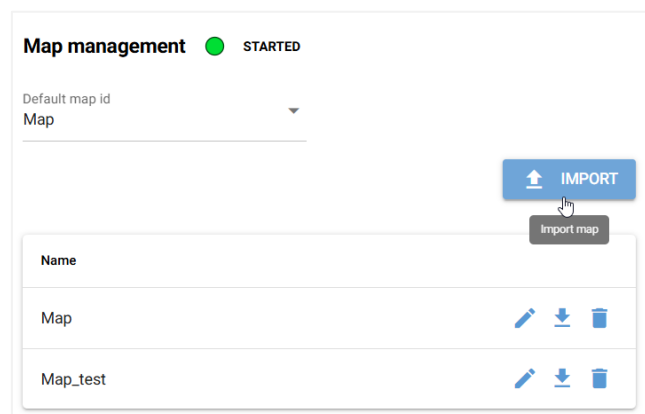 Map management STARTED
Default map id
Map
IMPORT
Import map
Name
Map
Map_test